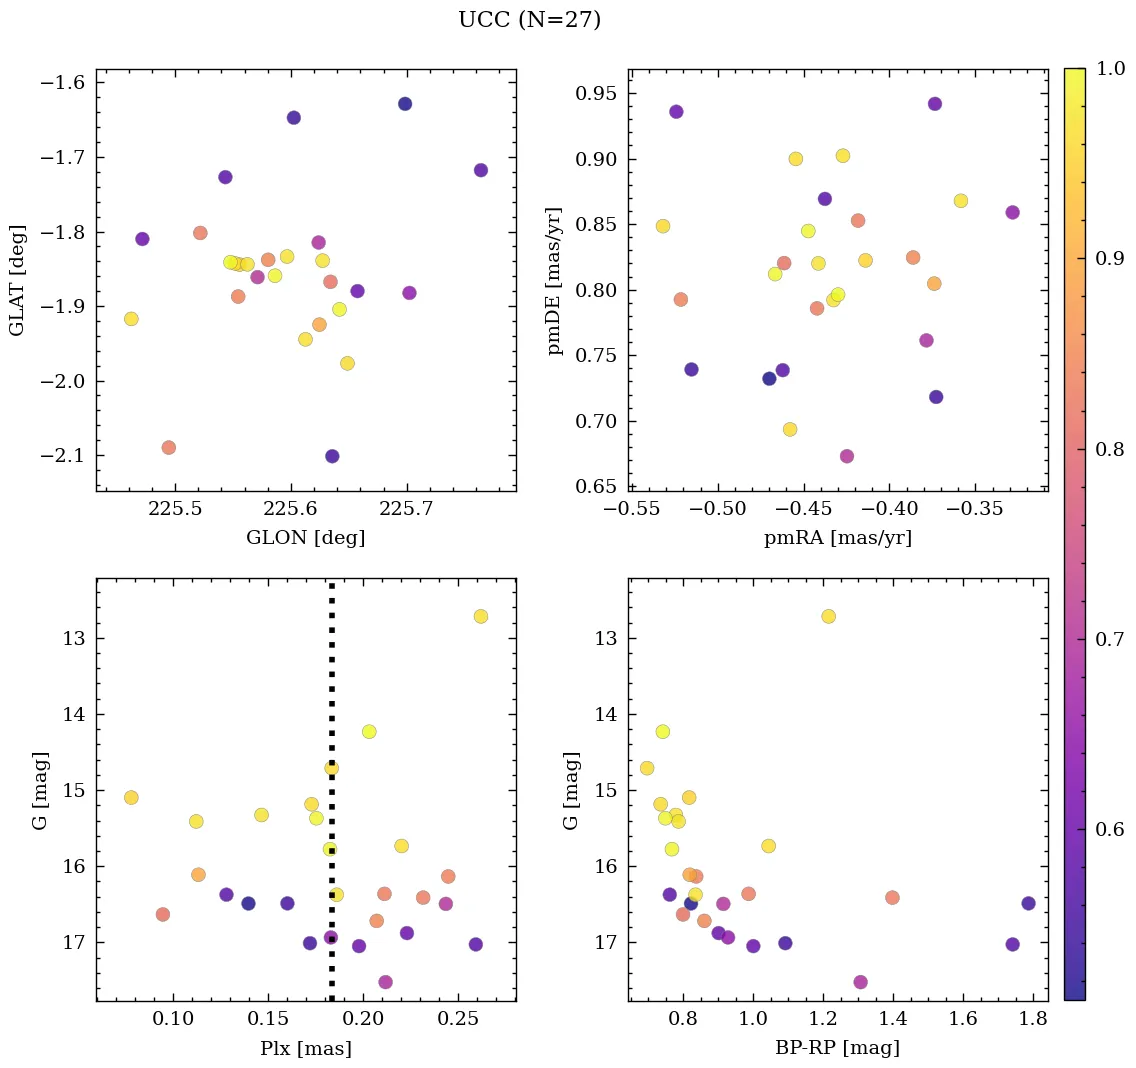 UCC (N=27)
−1.6
−1.7
−1.8
−1.9
−2.0
−2.1
GLAT [deg]
225.5 225.6 225.7
GLON [deg]
0.95
0.90
0.85
0.80
0.75
0.70
0.65
pmDE [mas/yr]
−0.55 −0.50 −0.45 −0.40 −0.35
pmRA [mas/yr]
1.0
0.9
0.8
0.7
0.6
13
14
15
16
17
G [mag]
0.10 0.15 0.20 0.25
Plx [mas]
13
14
15
16
17
G [mag]
0.8 1.0 1.2 1.4 1.6 1.8
BP-RP [mag]